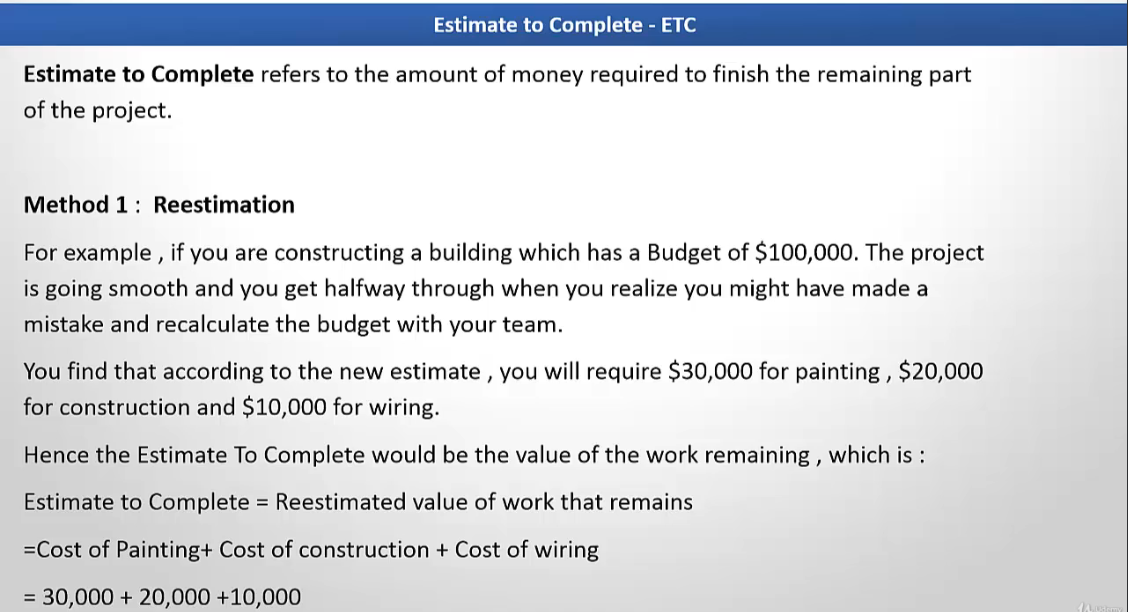 Estimate to Complete - ETC
Estimate to Complete refers to the amount of money required to finish the remaining part
of the project.
Method 1 : Reestimation
For example , if you are constructing a building which has a Budget of $100,000. The project
is going smooth and you get halfway through when you realize you might have made a
mistake and recalculate the budget with your team.
You find that according to the new estimate , you will require $30,000 for painting , $20,000
for construction and $10,000 for wiring.
Hence the Estimate To Complete would be the value of the work remaining , which is :
Estimate to Complete = Reestimated value of work that remains
=Cost of Painting+ Cost of construction + Cost of wiring
= 30,000 + 20,000 +10,000